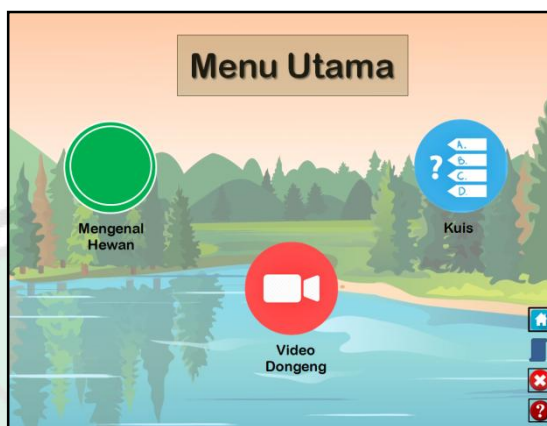 Menu Utama
Mengenal
Hewan
?
A.
B.
C.
D.
Kuis
Video
Dongeng
?